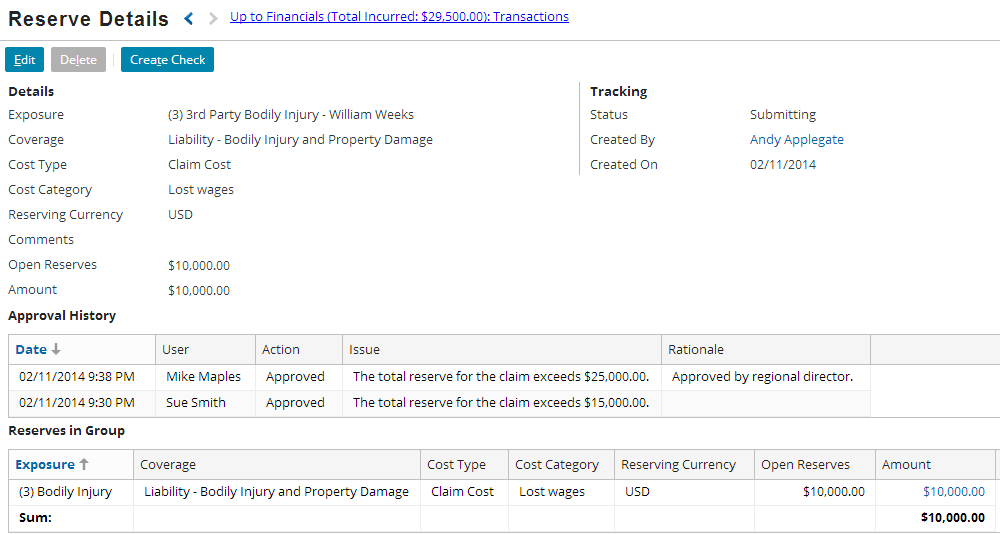 Reserve Details < > Up to Financials (Total Incurred: $29,500.00): Transactions
Edit Delete Create Check
Details Tracking
Exposure (3) 3rd Party Bodily Injury - William Weeks Status Submitting
Coverage Liability - Bodily Injury and Property Damage Created By Andy Applegate
Cost Type Claim Cost Created On 02/11/2014
Cost Category Lost wages
Reserving Currency USD
Comments
Open Reserves $10,000.00
Amount $10,000.00
Approval History
Date ↓ User Action Issue Rationale
02/11/2014 9:38 PM Mike Maples Approved The total reserve for the claim exceeds $25,000.00. Approved by regional director.
02/11/2014 9:30 PM Sue Smith Approved The total reserve for the claim exceeds $15,000.00.
Reserves in Group
Exposure ↑ Coverage Cost Type Cost Category Reserving Currency Open Reserves Amount
(3) Bodily Injury Liability - Bodily Injury and Property Damage Claim Cost Lost wages USD $10,000.00 $10,000.00
Sum: $10,000.00